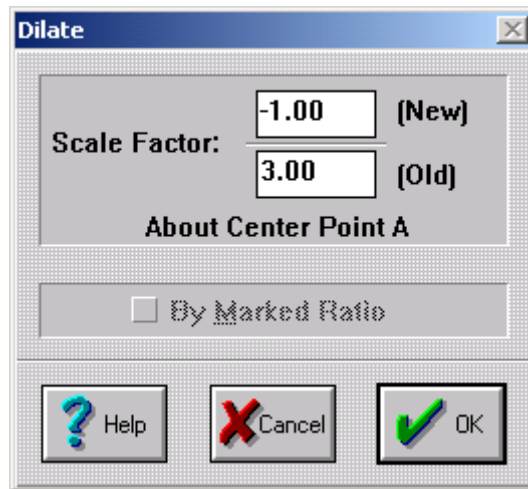 Dilate
-1.00 (New)
Scale Factor:
3.00 (Old)
About Center Point A
By Marked Ratio
Help Cancel OK